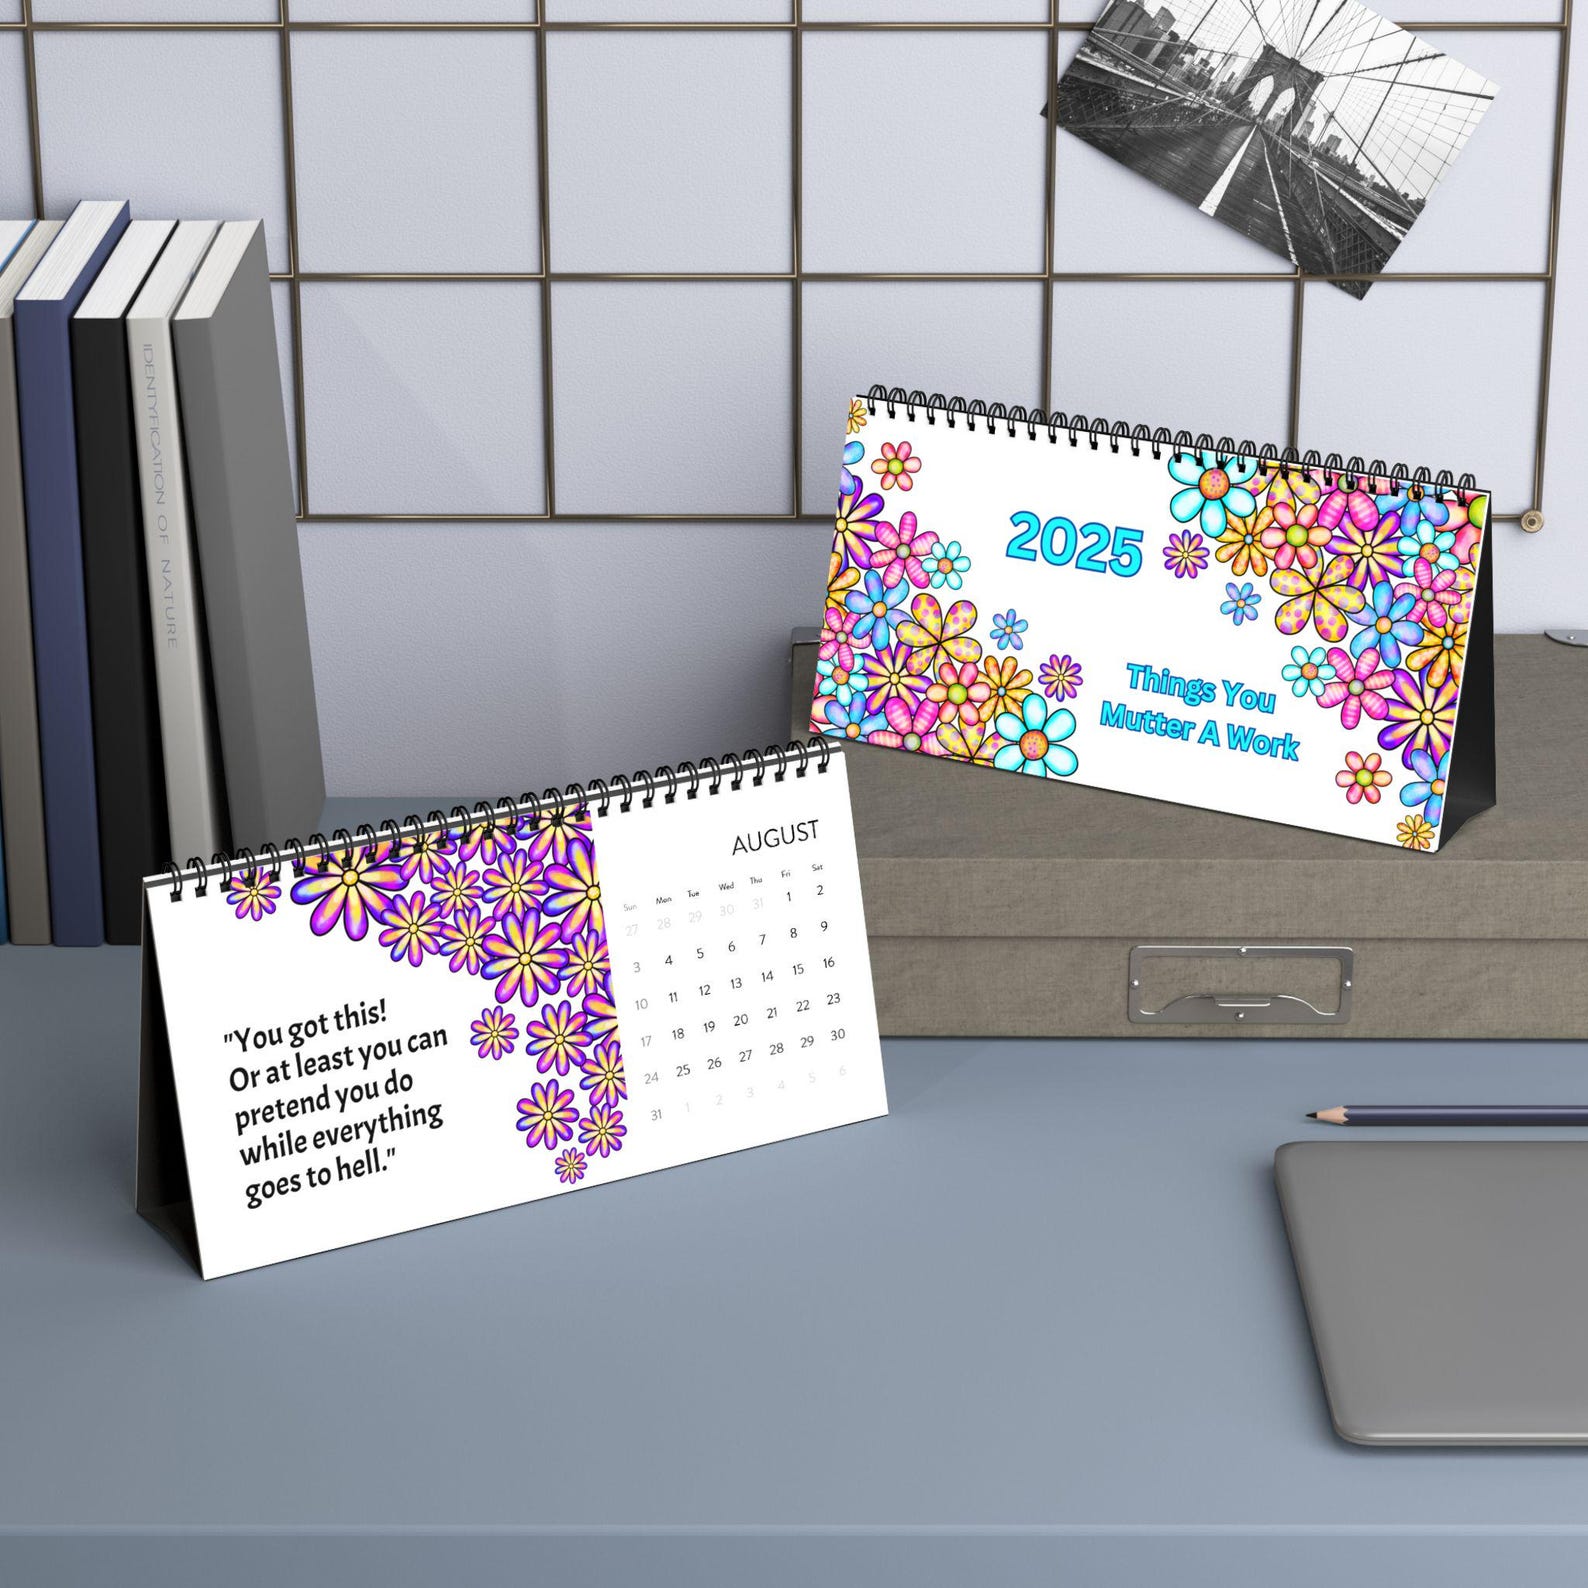 IDENTYFICATION OF NATURE
2025
Things You
Mutter A Work
"You got this!
Or at least you can
pretend you do
while everything
goes to hell."
AUGUST
Sun Mon Tue Wed Thu Fri Sat
27 28 29 30 31 1 2
3 4 5 6 7 8 9
10 11 12 13 14 15 16
17 18 19 20 21 22 23
24 25 26 27 28 29 30
31 1 2 3 4 5 6